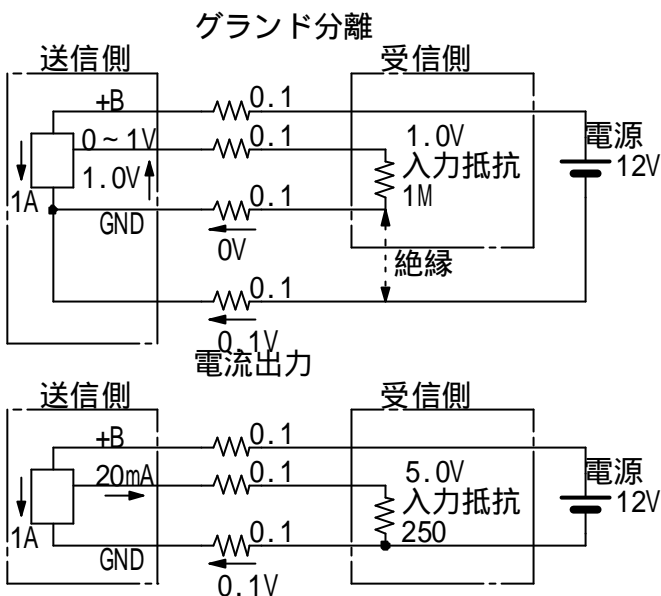 グランド分離
送信側
受信側
+B
0.1
0~1V
0.1
1.0V
電源
1.0V
入力抵抗
12V
1A
0.1
1M
GND
0V
絶縁
0.1
0.1V
電流出力
送信側
受信側
+B
0.1
20mA
0.1
5.0V
電源
入力抵抗
12V
1A
0.1
250
GND
0.1V